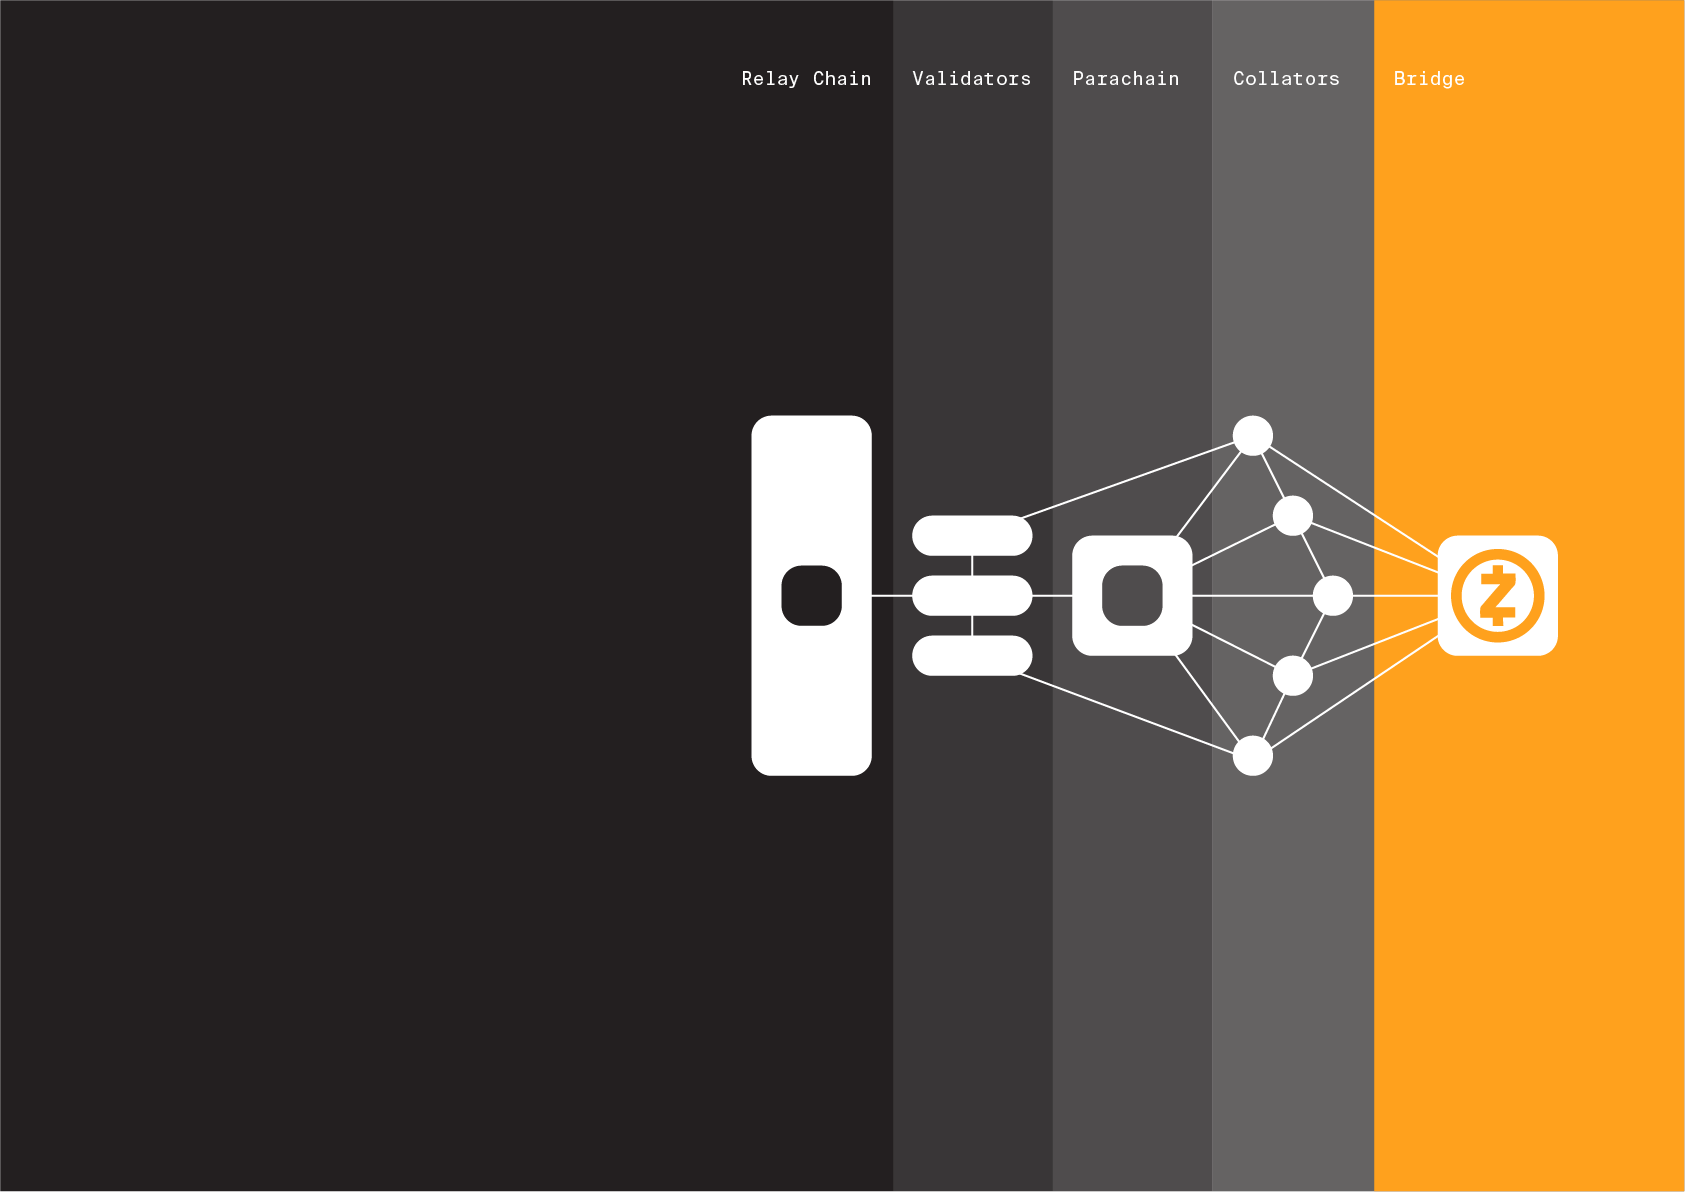 Relay Chain
Validators
Parachain
Collators
Bridge